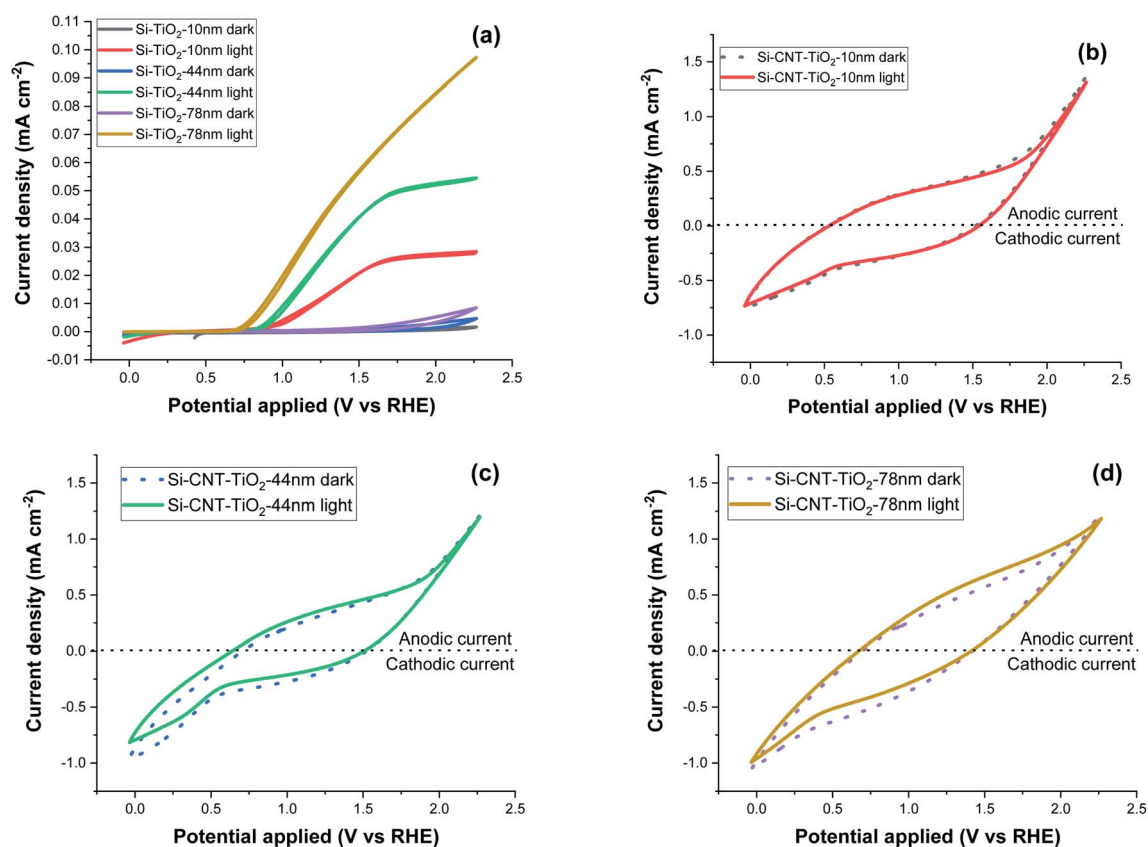 (a)
Si-TiO₂-10nm dark
Si-TiO₂-10nm light
Si-TiO₂-44nm dark
Si-TiO₂-44nm light
Si-TiO₂-78nm dark
Si-TiO₂-78nm light
Current density (mA cm⁻²)
0.11
0.10
0.09
0.08
0.07
0.06
0.05
0.04
0.03
0.02
0.01
0.00
-0.01
0.0 0.5 1.0 1.5 2.0 2.5
Potential applied (V vs RHE)
(b)
Si-CNT-TiO₂-10nm dark
Si-CNT-TiO₂-10nm light
Current density (mA cm⁻²)
1.5
1.0
0.5
0.0
-0.5
-1.0
Anodic current
Cathodic current
0.0 0.5 1.0 1.5 2.0 2.5
Potential applied (V vs RHE)
(c)
Si-CNT-TiO₂-44nm dark
Si-CNT-TiO₂-44nm light
Current density (mA cm⁻²)
1.5
1.0
0.5
0.0
-0.5
-1.0
Anodic current
Cathodic current
0.0 0.5 1.0 1.5 2.0 2.5
Potential applied (V vs RHE)
(d)
Si-CNT-TiO₂-78nm dark
Si-CNT-TiO₂-78nm light
Current density (mA cm⁻²)
1.5
1.0
0.5
0.0
-0.5
-1.0
Anodic current
Cathodic current
0.0 0.5 1.0 1.5 2.0 2.5
Potential applied (V vs RHE)